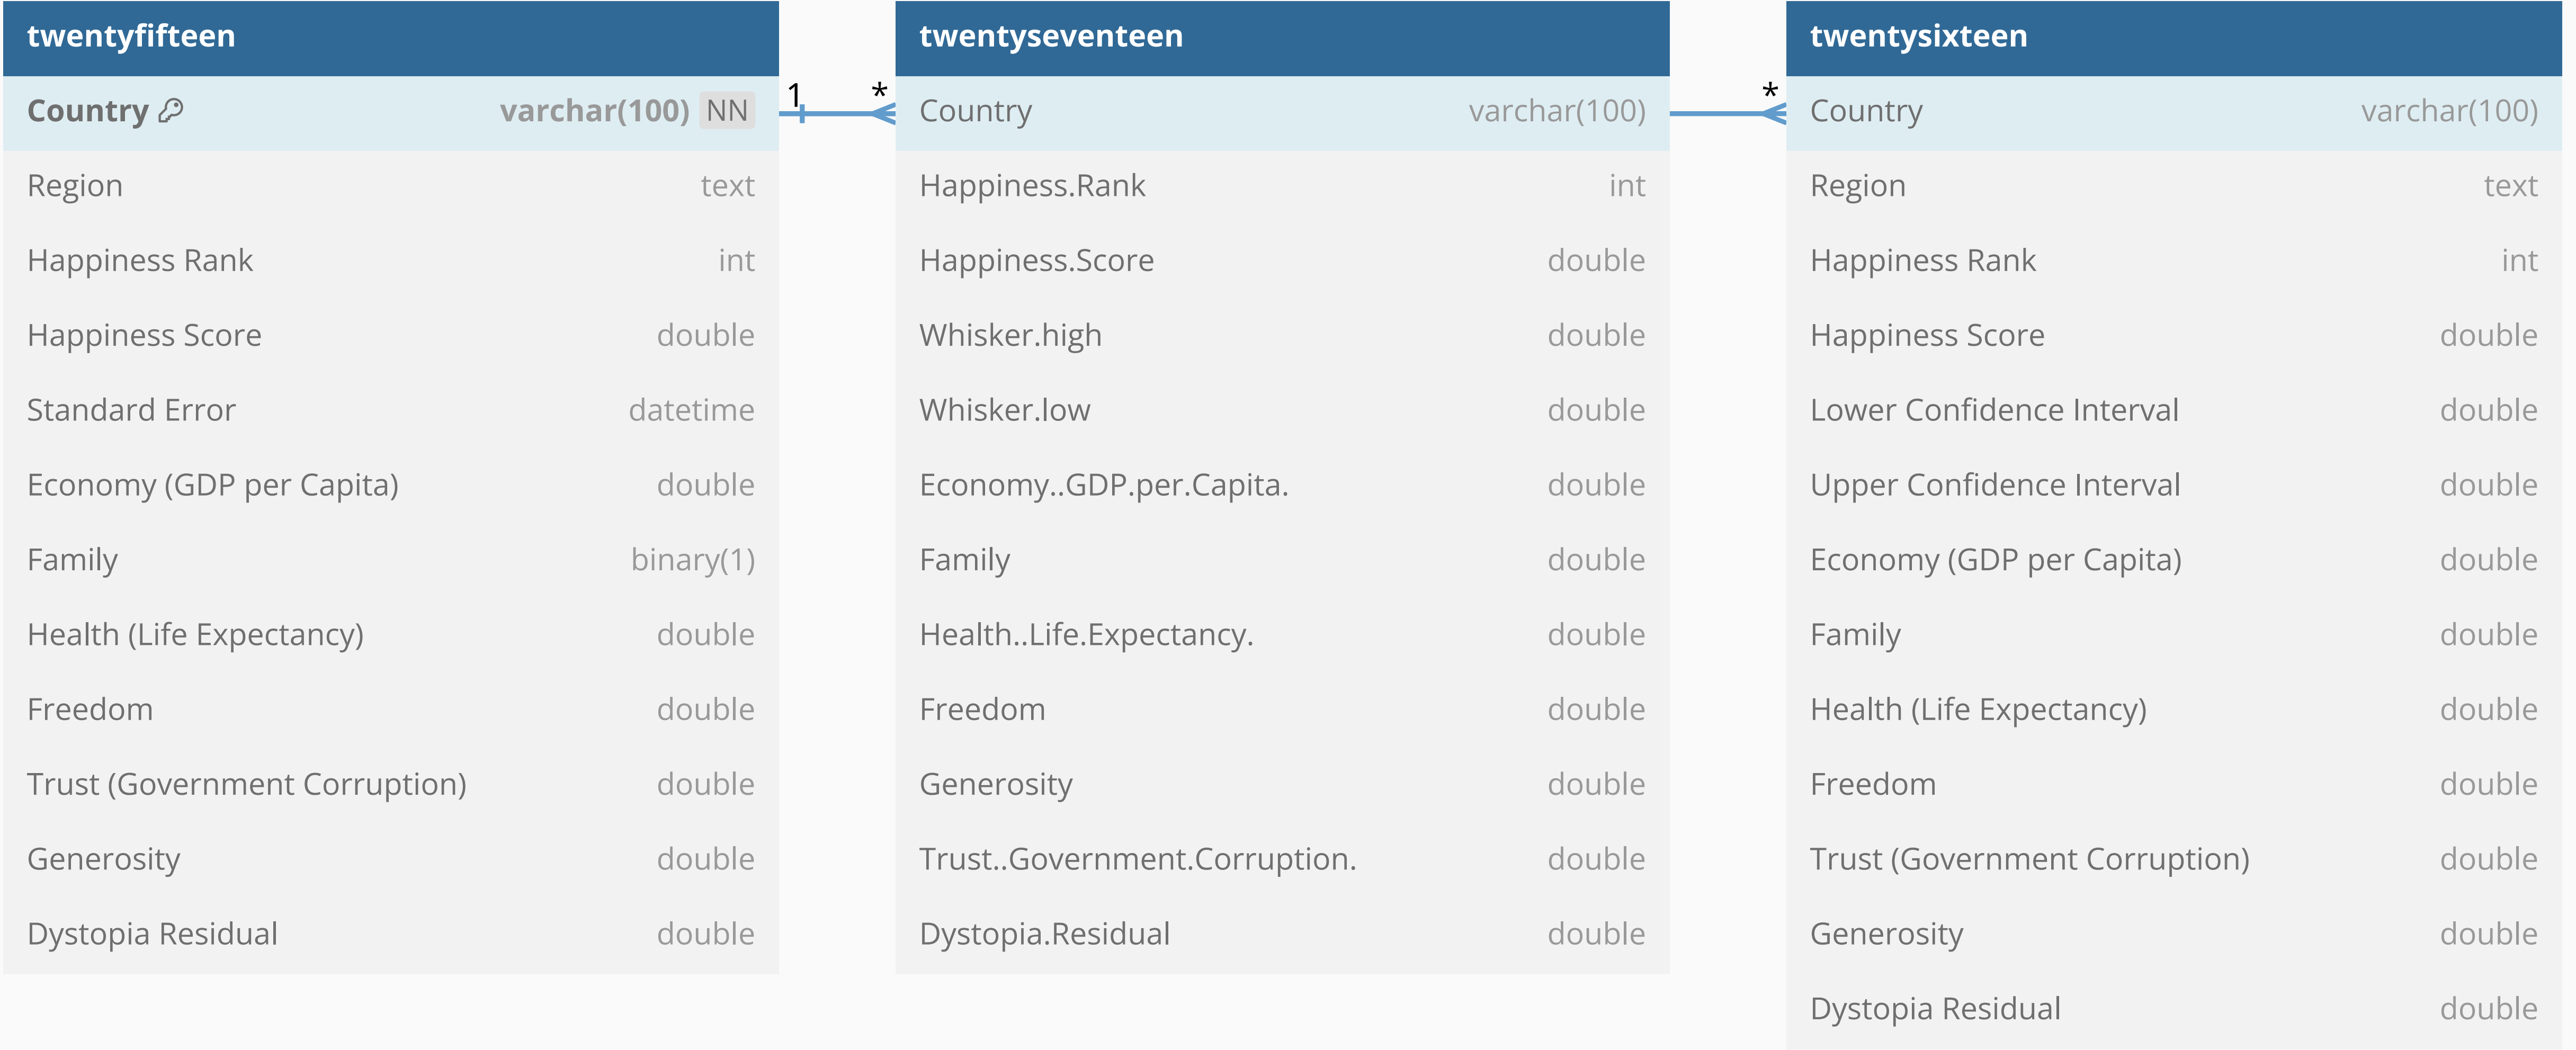 twentyfifteen
Country varchar(100) NN
Region text
Happiness Rank int
Happiness Score double
Standard Error datetime
Economy (GDP per Capita) double
Family binary(1)
Health (Life Expectancy) double
Freedom double
Trust (Government Corruption) double
Generosity double
Dystopia Residual double
1 *
twentyseventeen
Country varchar(100)
Happiness.Rank int
Happiness.Score double
Whisker.high double
Whisker.low double
Economy..GDP.per.Capita. double
Family double
Health..Life.Expectancy. double
Freedom double
Generosity double
Trust..Government.Corruption. double
Dystopia.Residual double
*
twentysixteen
Country varchar(100)
Region text
Happiness Rank int
Happiness Score double
Lower Confidence Interval double
Upper Confidence Interval double
Economy (GDP per Capita) double
Family double
Health (Life Expectancy) double
Freedom double
Trust (Government Corruption) double
Generosity double
Dystopia Residual double